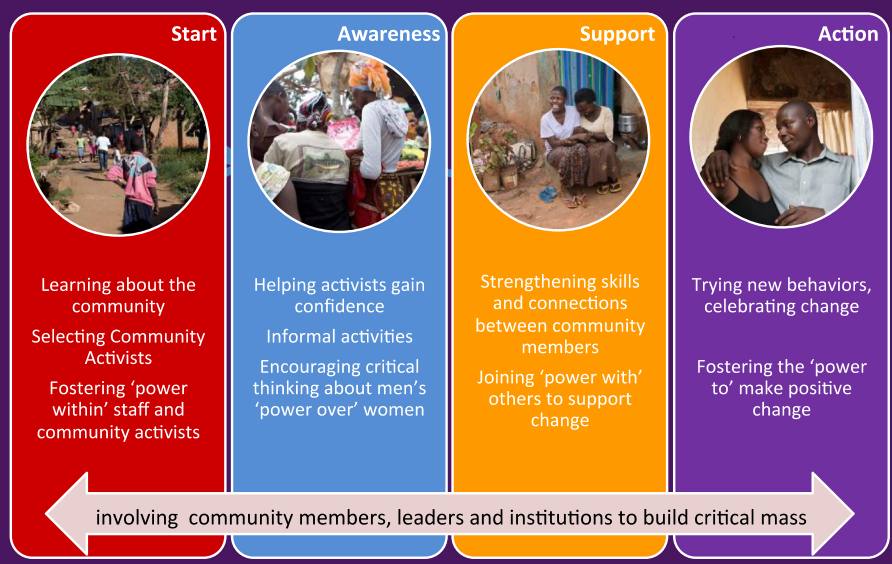 Start
Learning about the
community
Selecting Community
Activists
Fostering ‘power
within’ staff and
community activists
Awareness
Helping activists gain
confidence
Informal activities
Encouraging critical
thinking about men’s
‘power over’ women
Support
Strengthening skills
and connections
between community
members
Joining ‘power with’
others to support
change
Action
Trying new behaviors,
celebrating change
Fostering the ‘power
to’ make positive
change
involving community members, leaders and institutions to build critical mass